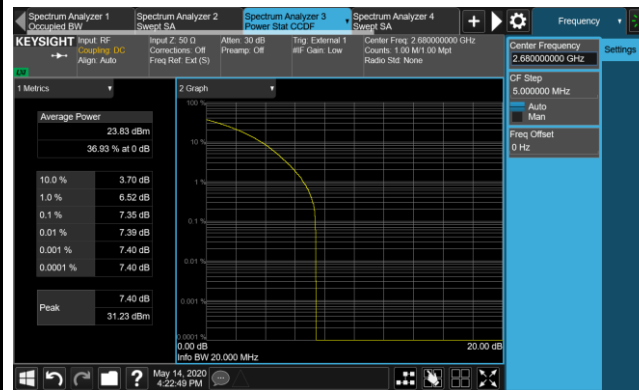 Spectrum Analyzer 1
Occupied BW
Spectrum Analyzer 2
Swept SA
Spectrum Analyzer 3
Power Stat CCDF
Spectrum Analyzer 4
Swept SA
Frequency
KEYSIGHT
Input: RF
Coupling: DC
Align: Auto
Input Z: 50 Ω
Corrections: Off
Freq Ref: Ext (S)
Atten: 30 dB
Preamp: Off
Trig: External 1
#IF Gain: Low
Center Freq: 2.680000000 GHz
Counts: 1.00 M/1.00 Mpt
Radio Std: None
Center Frequency
2.680000000 GHz
Settings
CF Step
5.000000 MHz
Auto
Man
Freq Offset
0 Hz
1 Metrics
2 Graph
Average Power
23.83 dBm
36.93 % at 0 dB
10.0 % 3.70 dB
1.0 % 6.52 dB
0.1 % 7.35 dB
0.01 % 7.39 dB
0.001 % 7.40 dB
0.0001 % 7.40 dB
Peak
7.40 dB
31.23 dBm
100 %
10 %
1 %
0.1 %
0.01 %
0.001 %
0.0001 %
0.00 dB
20.00 dB
Info BW 20.000 MHz
May 14, 2020
4:22:49 PM